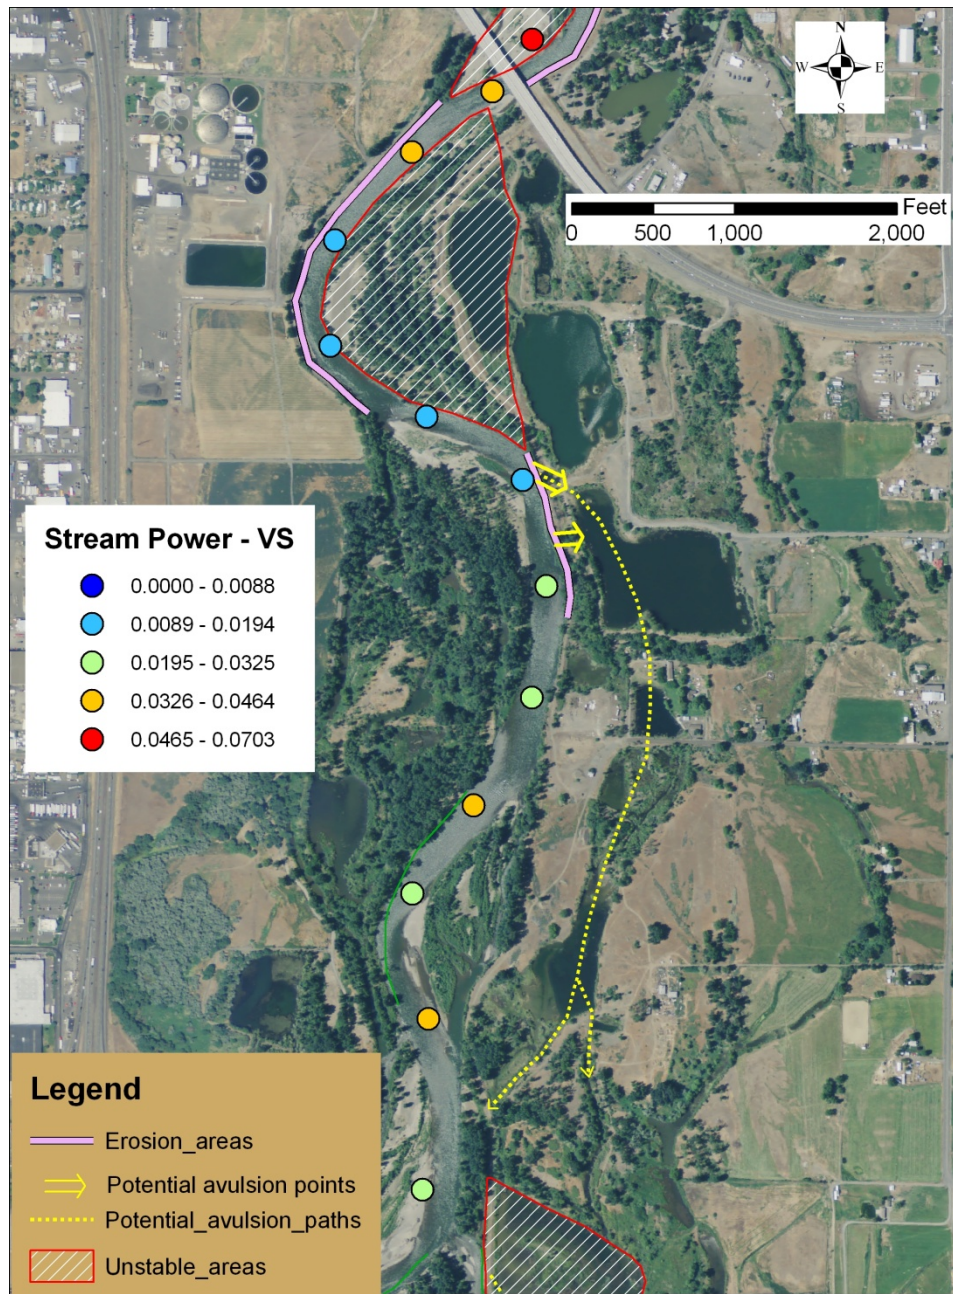 N
W E
S
Feet
0 500 1,000 2,000
Stream Power - VS
0.0000 - 0.0088
0.0089 - 0.0194
0.0195 - 0.0325
0.0326 - 0.0464
0.0465 - 0.0703
Legend
Erosion_areas
Potential avulsion points
Potential_avulsion_paths
Unstable_areas